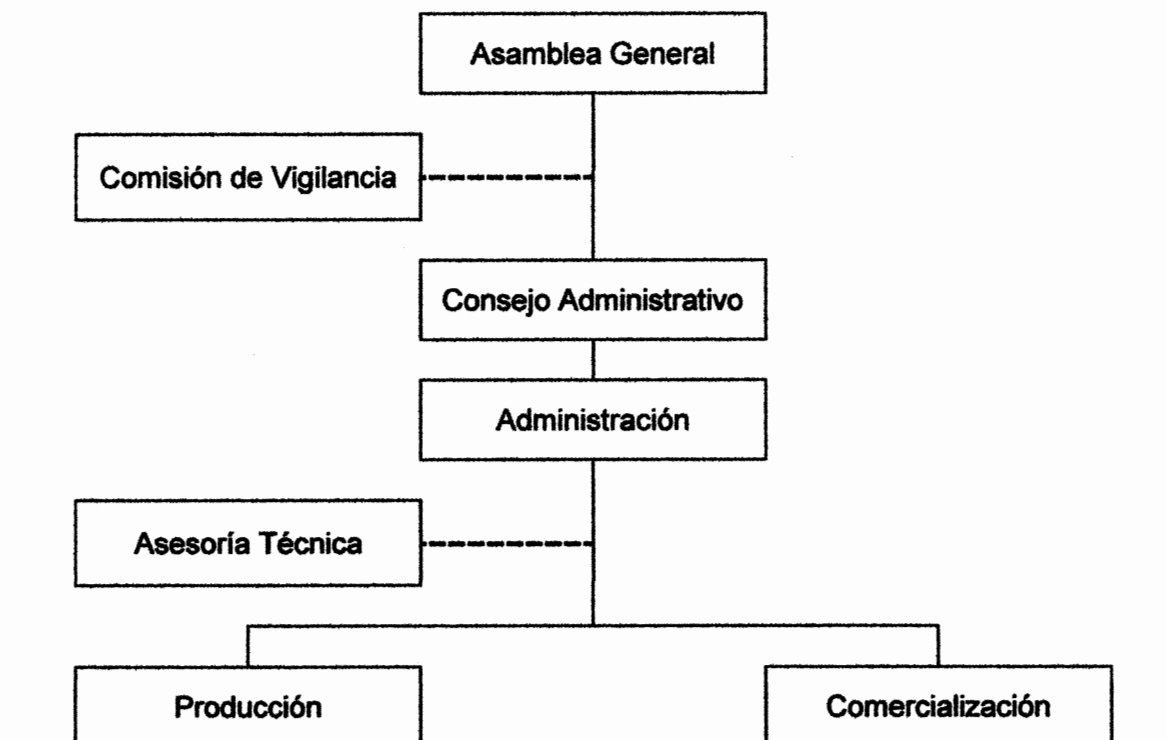 Asamblea General
Comisión de Vigilancia
Consejo Administrativo
Administración
Asesoría Técnica
Producción
Comercialización